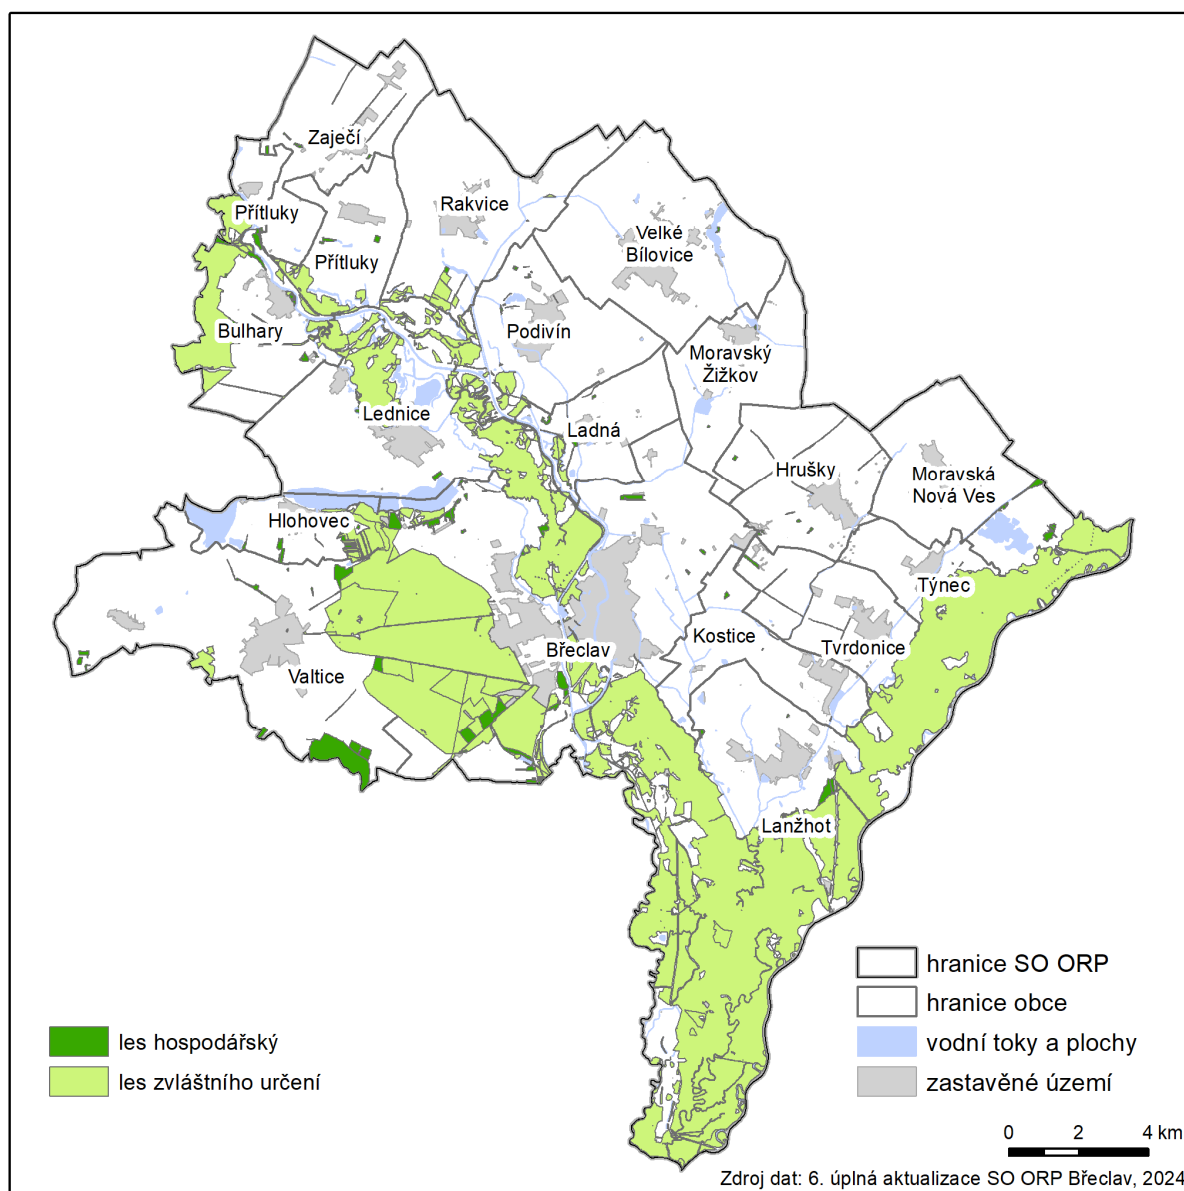 Zaječí
Přítluky
Rakvice
Velké
Bílovice
Přítluky
Bulhary
Podivín
Moravský
Žižkov
Lednice
Ladná
Hrušky
Moravská
Nová Ves
Hlohovec
Týnec
Kostice
Břeclav
Tvrdonice
Valtice
Lanžhot
hranice SO ORP
hranice obce
vodní toky a plochy
zastavěné území
les hospodářský
les zvláštního určení
0 2 4 km
Zdroj dat: 6. úplná aktualizace SO ORP Břeclav, 2024